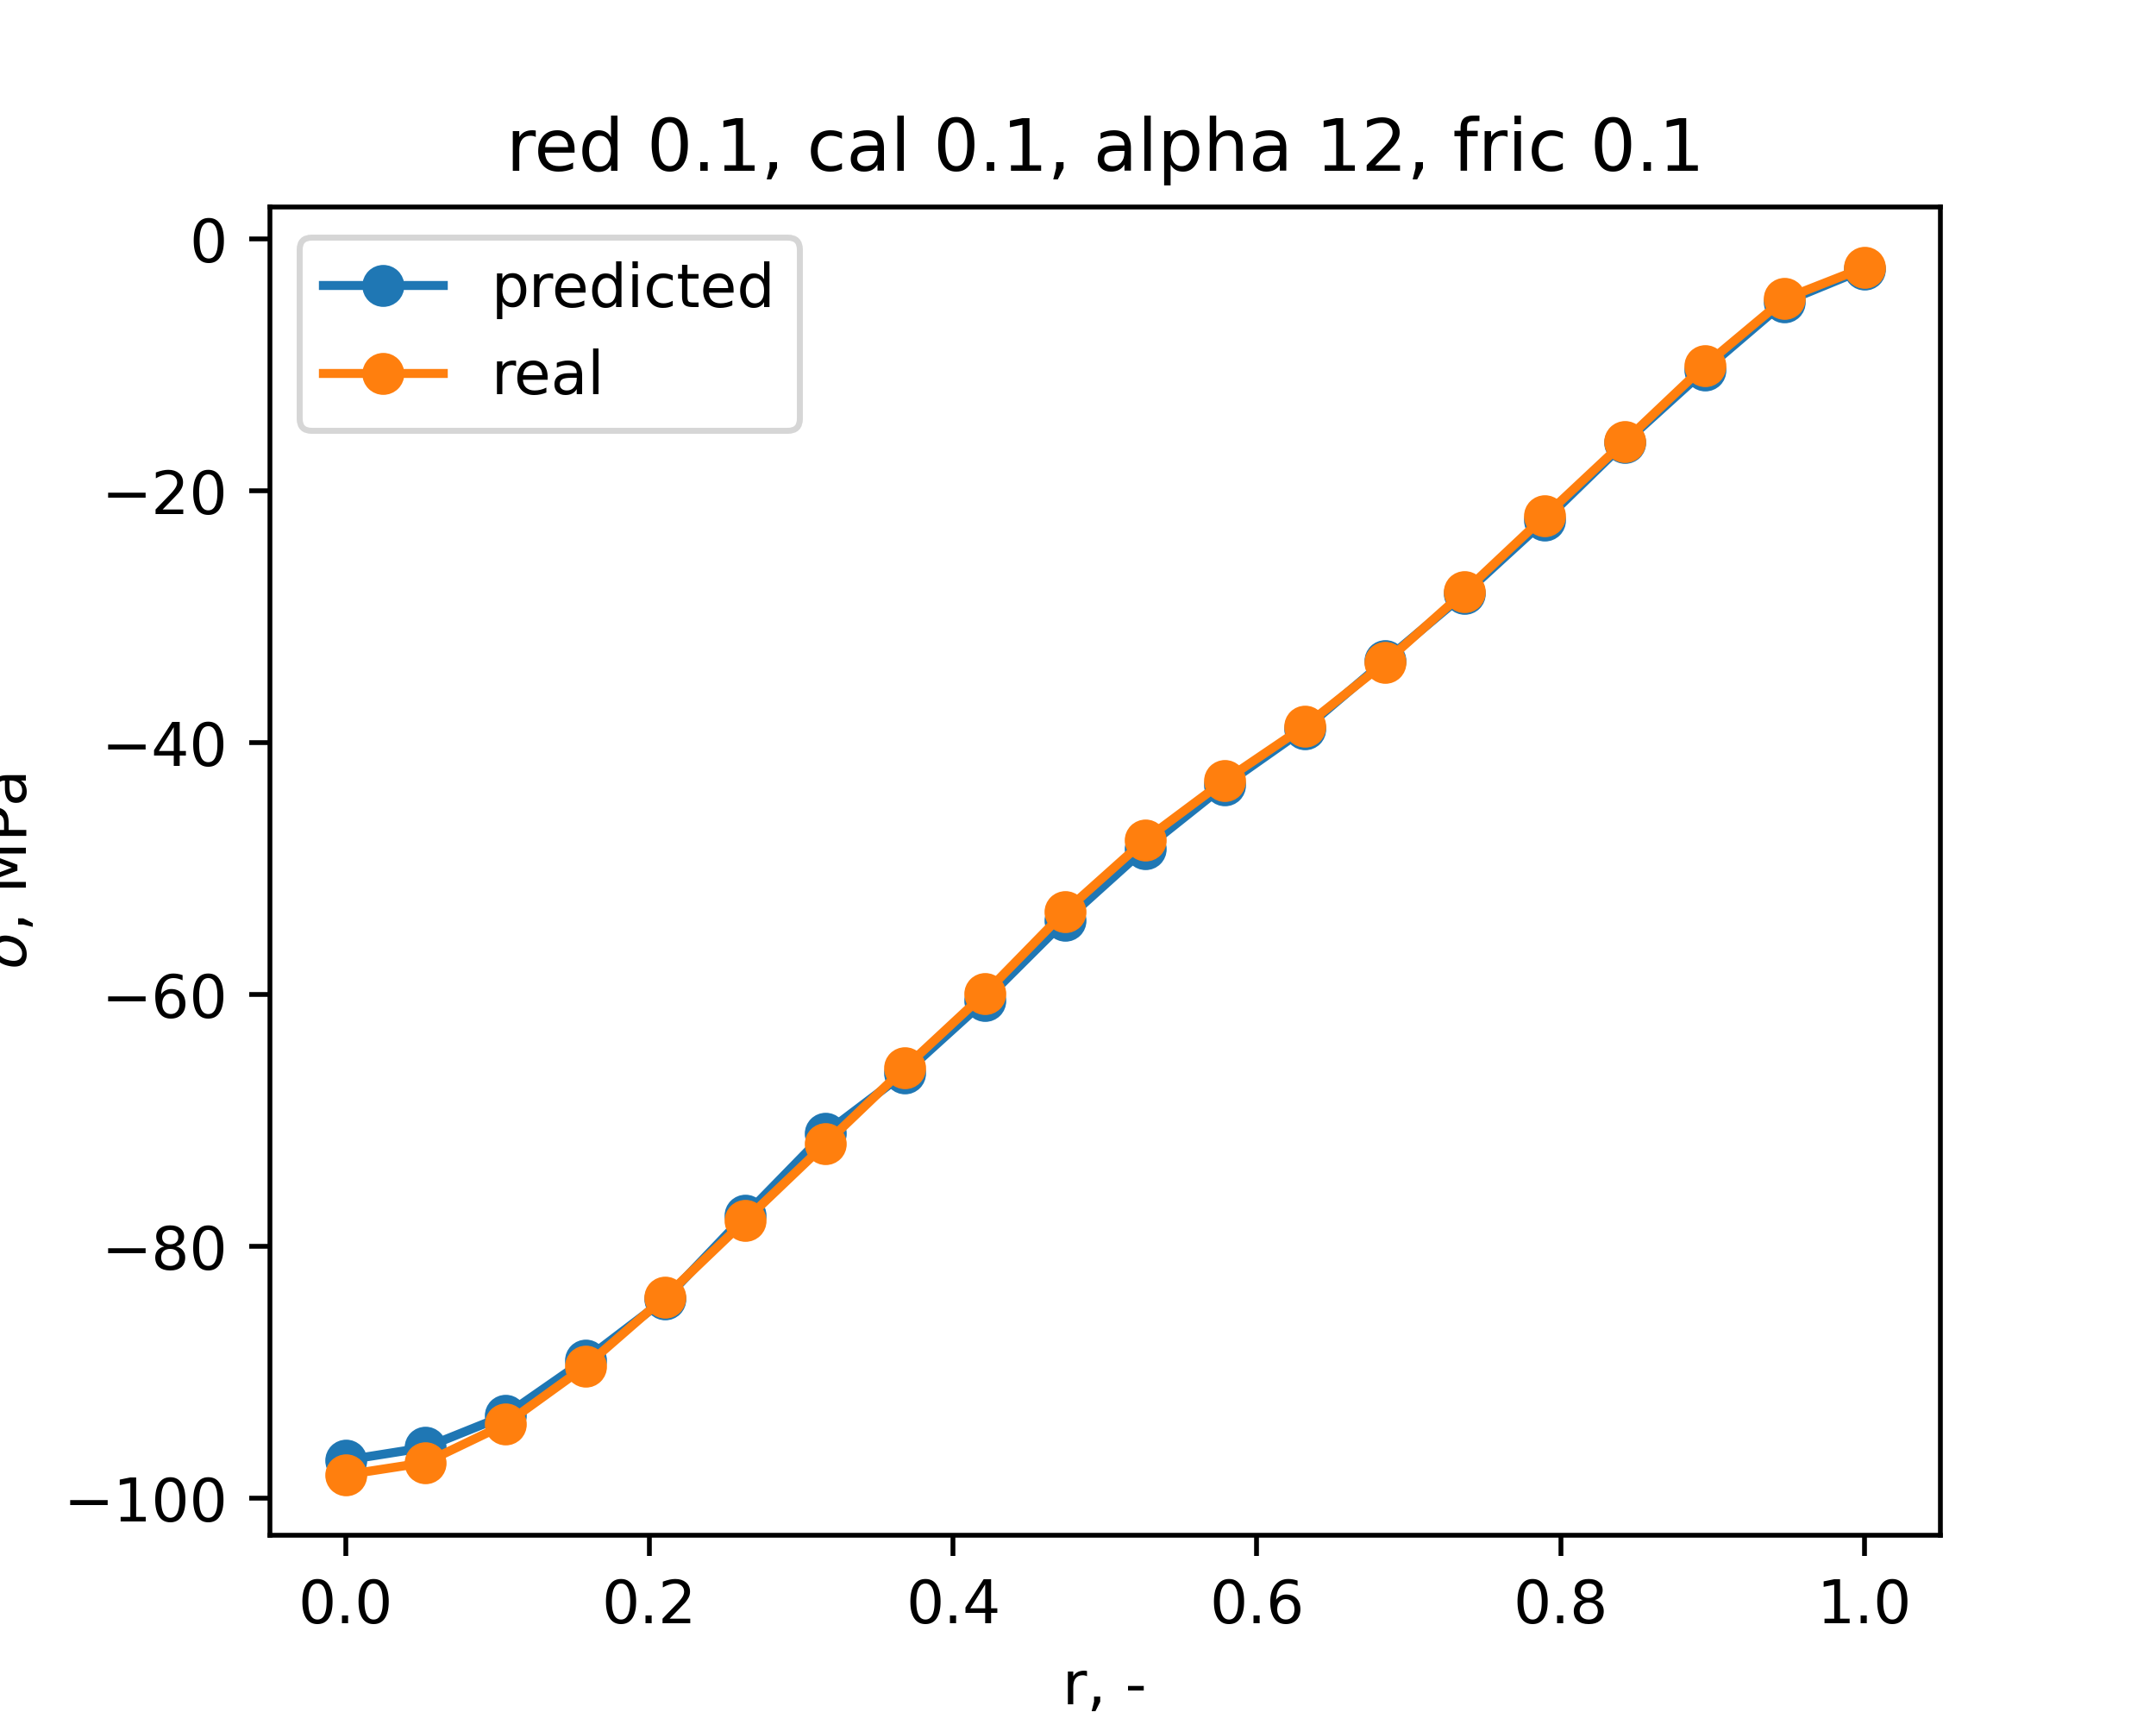 red 0.1, cal 0.1, alpha 12, fric 0.1
predicted
real
0
−20
−40
−60
−80
−100
σ, MPa
0.0 0.2 0.4 0.6 0.8 1.0
r, -